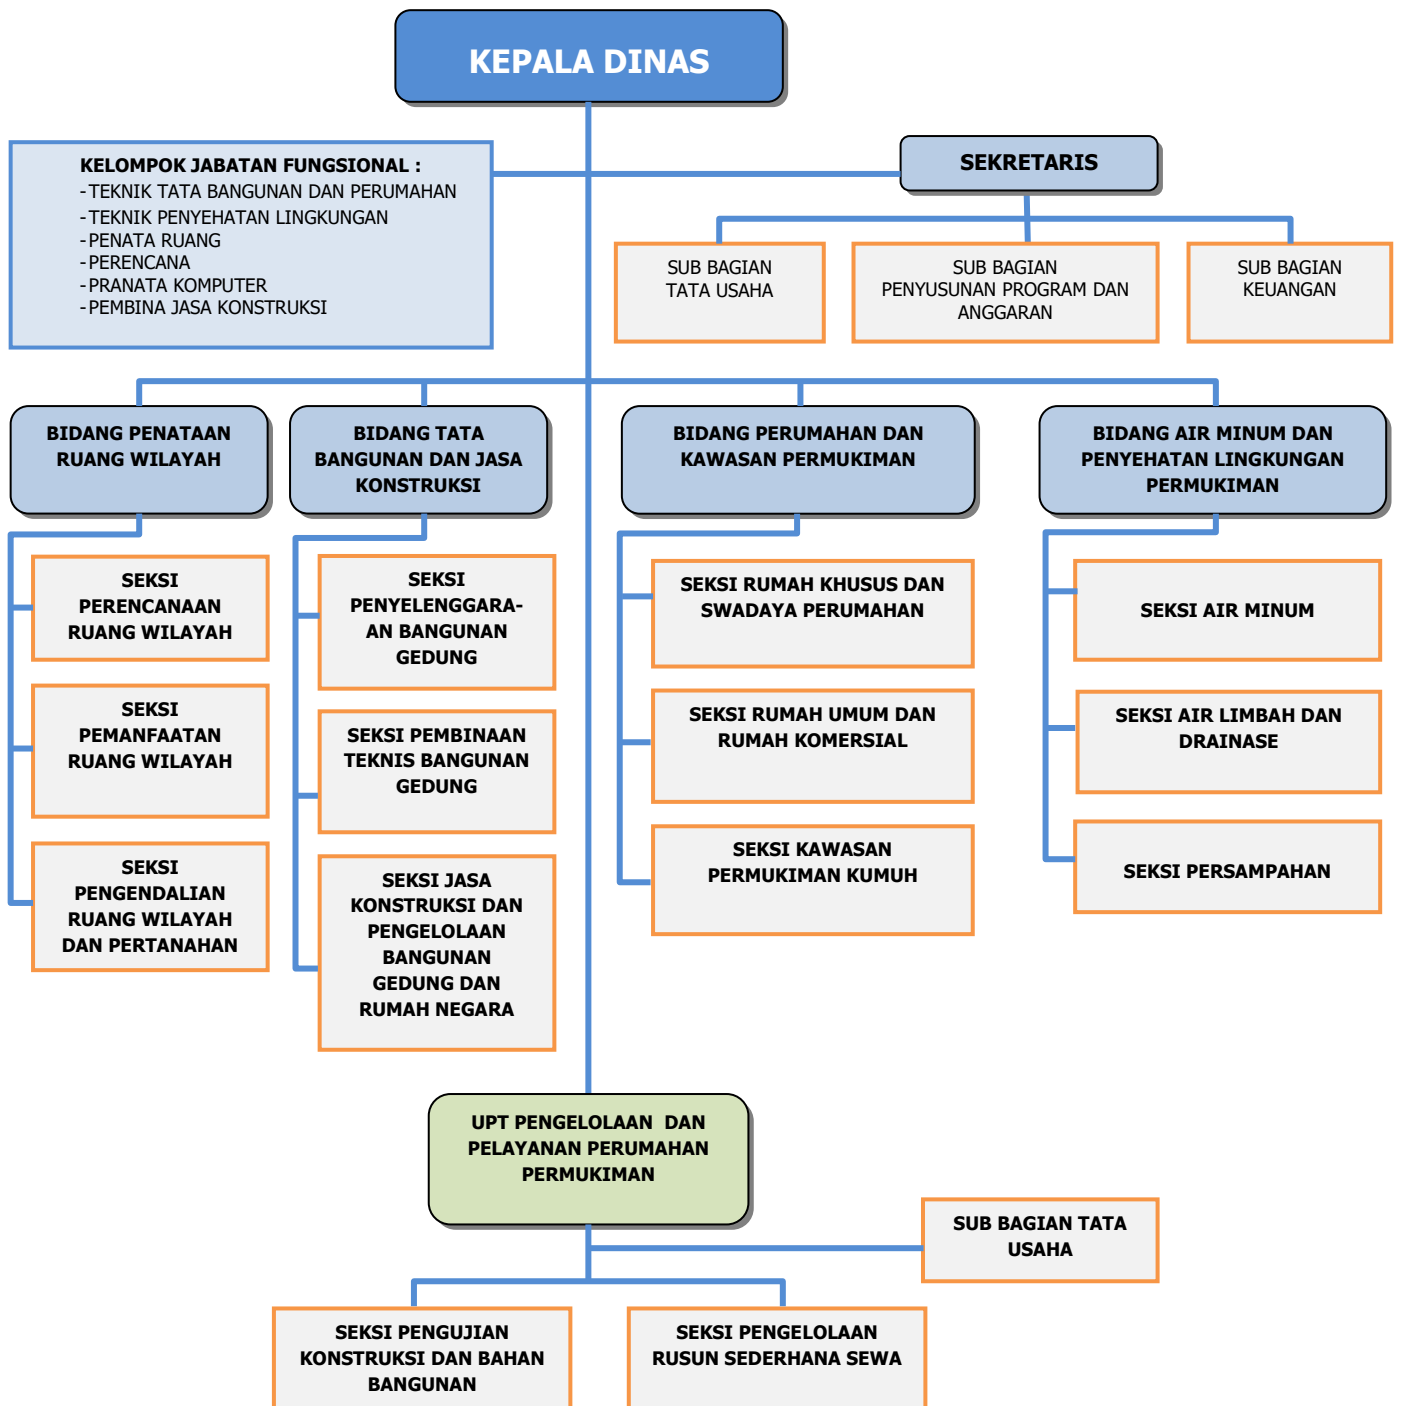 KEPALA DINAS
KELOMPOK JABATAN FUNGSIONAL :
-TEKNIK TATA BANGUNAN DAN PERUMAHAN
-TEKNIK PENYEHATAN LINGKUNGAN
-PENATA RUANG
-PERENCANA
-PRANATA KOMPUTER
-PEMBINA JASA KONSTRUKSI
SEKRETARIS
SUB BAGIAN
TATA USAHA
SUB BAGIAN
PENYUSUNAN PROGRAM DAN
ANGGARAN
SUB BAGIAN
KEUANGAN
BIDANG PENATAAN
RUANG WILAYAH
BIDANG TATA
BANGUNAN DAN JASA
KONSTRUKSI
BIDANG PERUMAHAN DAN
KAWASAN PERMUKIMAN
BIDANG AIR MINUM DAN
PENYEHATAN LINGKUNGAN
PERMUKIMAN
SEKSI
PERENCANAAN
RUANG WILAYAH
SEKSI
PEMANFAATAN
RUANG WILAYAH
SEKSI
PENGENDALIAN
RUANG WILAYAH
DAN PERTANAHAN
SEKSI
PENYELENGGARA-
AN BANGUNAN
GEDUNG
SEKSI PEMBINAAN
TEKNIS BANGUNAN
GEDUNG
SEKSI JASA
KONSTRUKSI DAN
PENGELOLAAN
BANGUNAN
GEDUNG DAN
RUMAH NEGARA
SEKSI RUMAH KHUSUS DAN
SWADAYA PERUMAHAN
SEKSI RUMAH UMUM DAN
RUMAH KOMERSIAL
SEKSI KAWASAN
PERMUKIMAN KUMUH
SEKSI AIR MINUM
SEKSI AIR LIMBAH DAN
DRAINASE
SEKSI PERSAMPAHAN
UPT PENGELOLAAN DAN
PELAYANAN PERUMAHAN
PERMUKIMAN
SUB BAGIAN TATA
USAHA
SEKSI PENGUJIAN
KONSTRUKSI DAN BAHAN
BANGUNAN
SEKSI PENGELOLAAN
RUSUN SEDERHANA SEWA